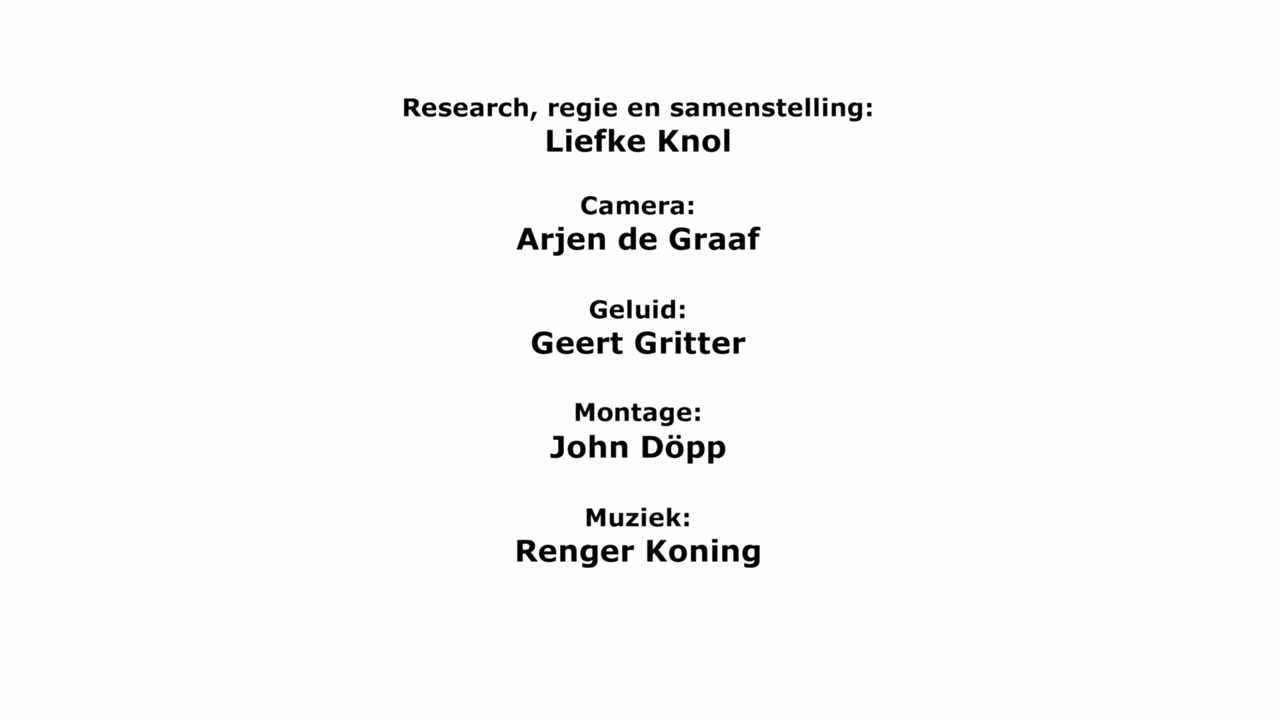 Research, regie en samenstelling:
Liefke Knol
Camera:
Arjen de Graaf
Geluid:
Geert Gritter
Montage:
John Döpp
Muziek:
Renger Koning